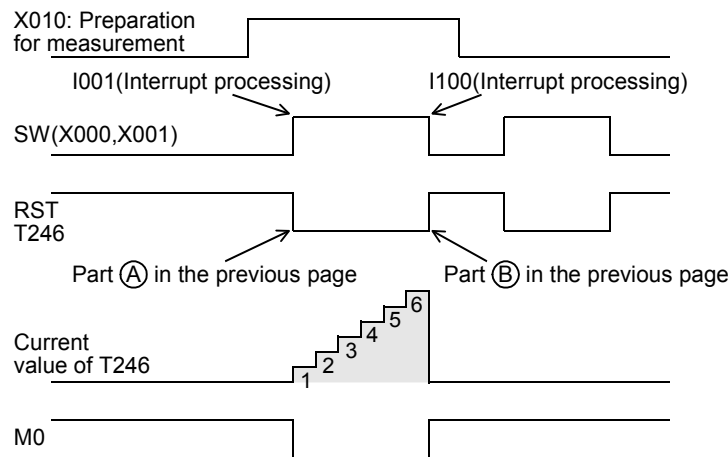 X010: Preparation
for measurement
I001(Interrupt processing) I100(Interrupt processing)
SW(X000,X001)
RST
T246
Part Ⓐ in the previous page Part Ⓑ in the previous page
6
5
4
3
2
1
Current
value of T246
M0